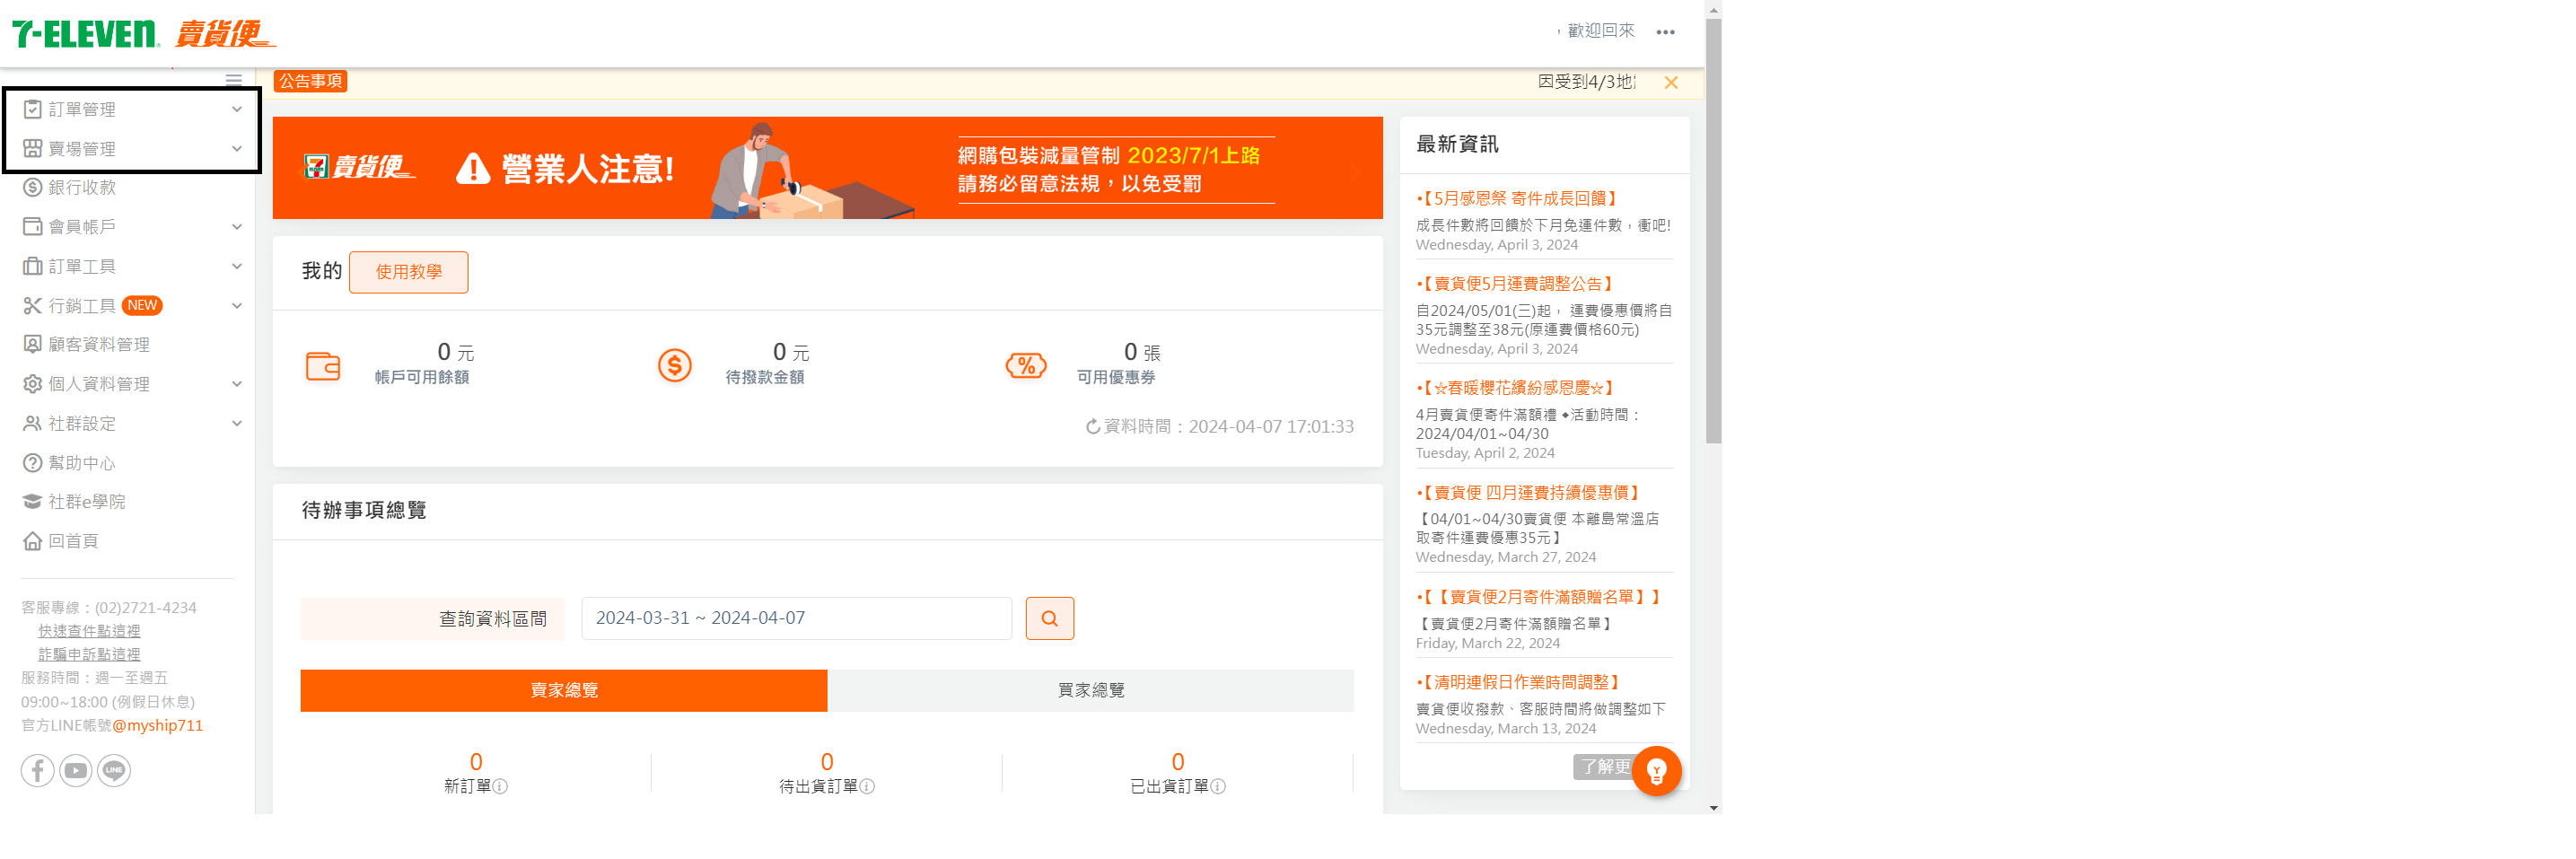 7-ELEVEN 賣貨便
，歡迎回來
訂單管理
賣場管理
銀行收款
會員帳戶
訂單工具
行銷工具 NEW
顧客資料管理
個人資料管理
社群設定
幫助中心
社群e學院
回首頁
客服專線：(02)2721-4234
快速查件點這裡
詐騙申訴點這裡
服務時間：週一至週五
09:00~18:00 (例假日休息)
官方LINE帳號@myship711
LINE
公告事項
因受到4/3地
賣貨便
營業人注意!
網購包裝減量管制 2023/7/1上路
請務必留意法規，以免受罰
我的 使用教學
0 元
帳戶可用餘額
0 元
待撥款金額
0 張
可用優惠券
資料時間：2024-04-07 17:01:33
待辦事項總覽
查詢資料區間 2024-03-31 ~ 2024-04-07
賣家總覽 買家總覽
0
新訂單
0
待出貨訂單
0
已出貨訂單
最新資訊
•【5月感恩祭 寄件成長回饋】
成長件數將回饋於下月免運件數，衝吧!
Wednesday, April 3, 2024
•【賣貨便5月運費調整公告】
自2024/05/01(三)起， 運費優惠價將自
35元調整至38元(原運費價格60元)
Wednesday, April 3, 2024
•【☆春暖櫻花繽紛感恩慶☆】
4月賣貨便寄件滿額禮 ◆活動時間：
2024/04/01~04/30
Tuesday, April 2, 2024
•【賣貨便 四月運費持續優惠價】
【04/01~04/30賣貨便 本離島常溫店
取寄件運費優惠35元】
Wednesday, March 27, 2024
•【【賣貨便2月寄件滿額贈名單】】
【賣貨便2月寄件滿額贈名單】
Friday, March 22, 2024
•【清明連假日作業時間調整】
賣貨便收撥款、客服時間將做調整如下
Wednesday, March 13, 2024
了解更